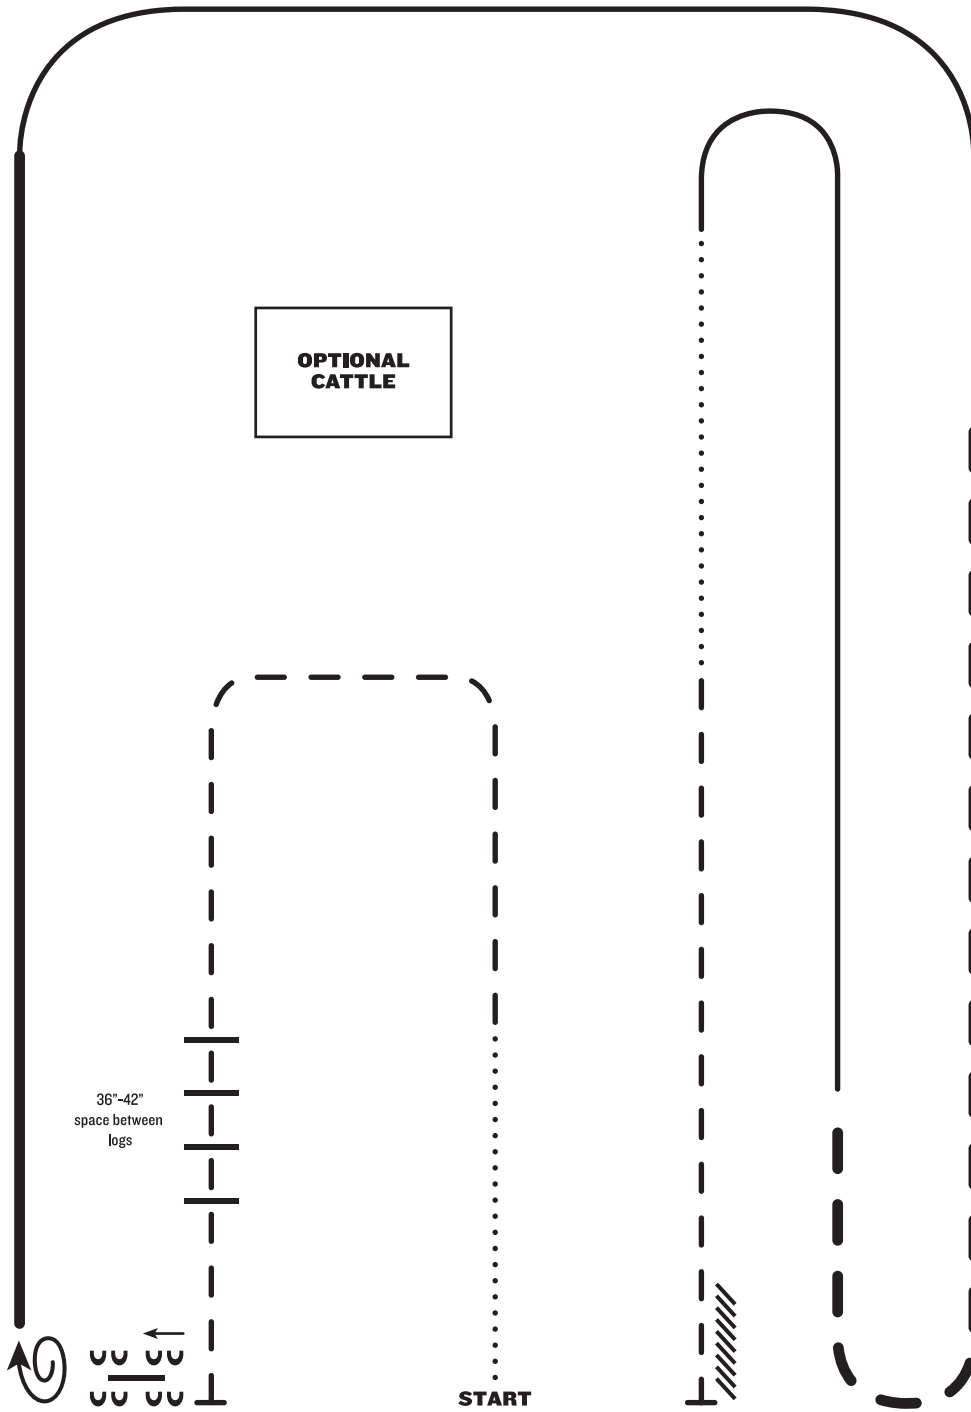 OPTIONAL
CATTLE
36”-42”
space between
logs
START